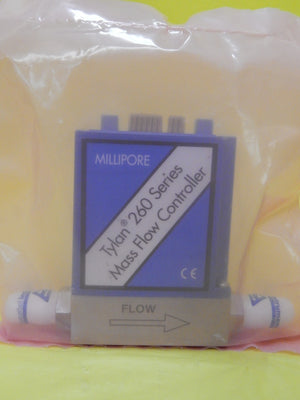 MILLIPORE
Tylan® 260 Series
Mass Flow Controller
CE
FLOW